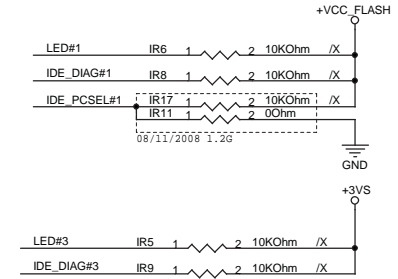 +VCC_FLASH
LED#1 IR6 1 2 10KOhm /X
IDE_DIAG#1 IR8 1 2 10KOhm /X
IDE_PCSEL#1 IR17 1 2 10KOhm /X
IR11 1 2 0Ohm
08/11/2008 1.2G
GND
+3VS
LED#3 IR5 1 2 10KOhm /X
IDE_DIAG#3 IR9 1 2 10KOhm /X